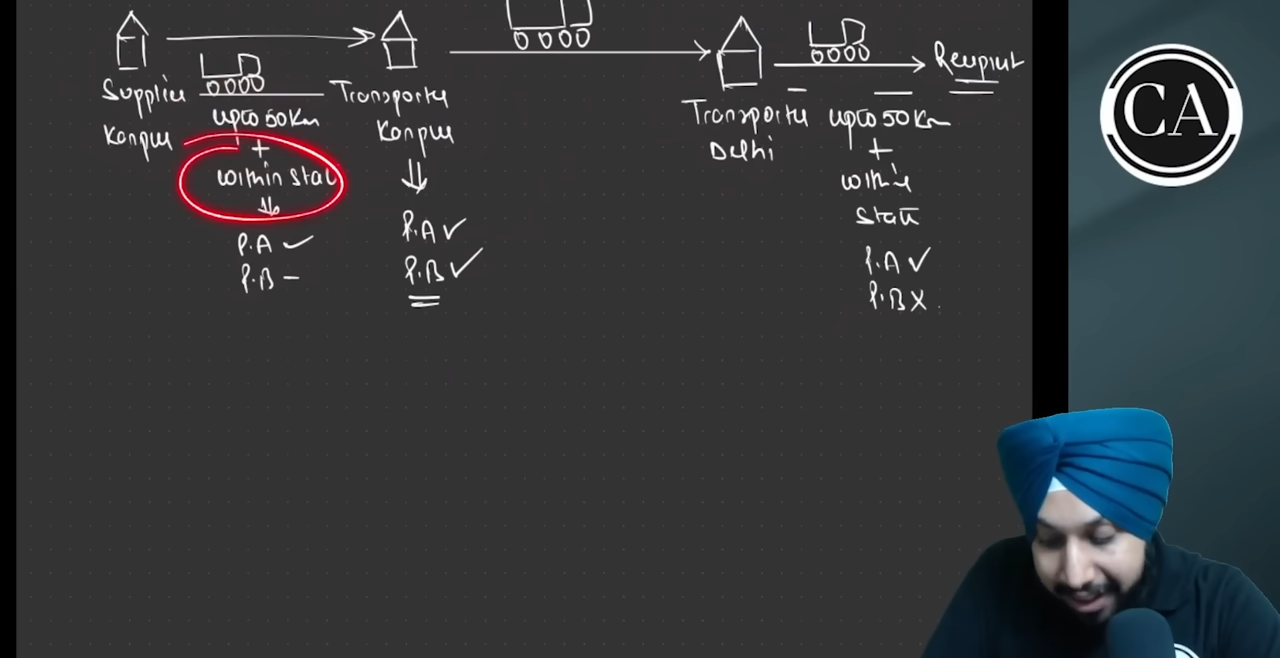 Supplier
Kanpur
upto 50Km
+
within state
P.A ✓
P.B –
Transporter
Kanpur
P.A ✓
P.B ✓
Transporter
Delhi
upto 50Km
+
within
state
P.A ✓
P.B X
Recipient
CA